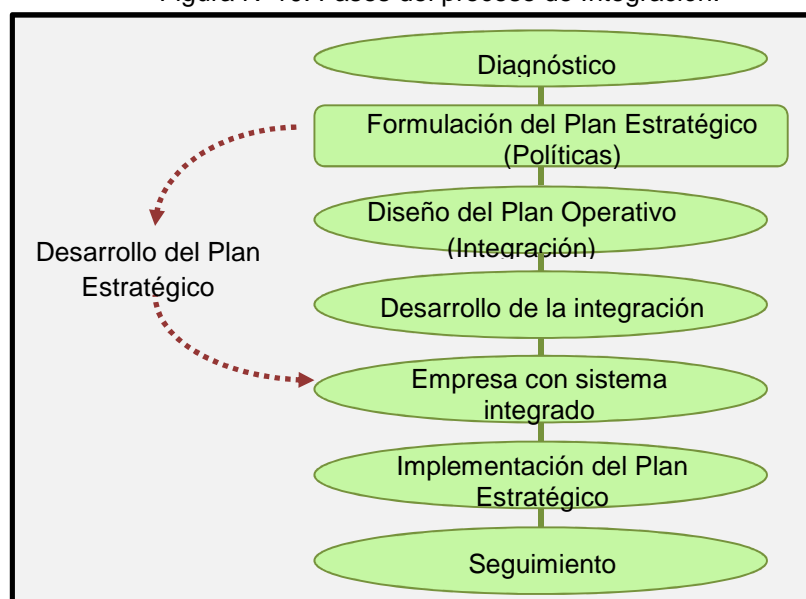 Diagnóstico
Formulación del Plan Estratégico
(Políticas)
Diseño del Plan Operativo
(Integración)
Desarrollo del Plan
Estratégico
Desarrollo de la integración
Empresa con sistema
integrado
Implementación del Plan
Estratégico
Seguimiento